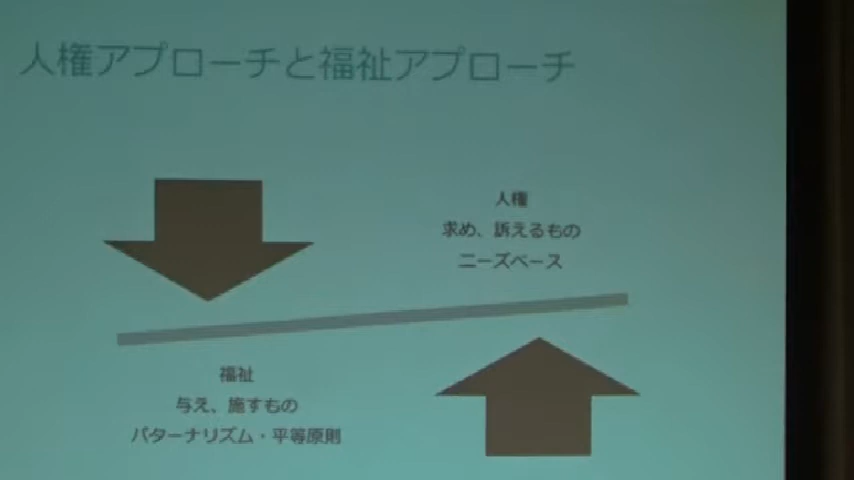 人権アプローチと福祉アプローチ
人権
求め、訴えるもの
ニーズベース
福祉
与え、施すもの
パターナリズム・平等原則